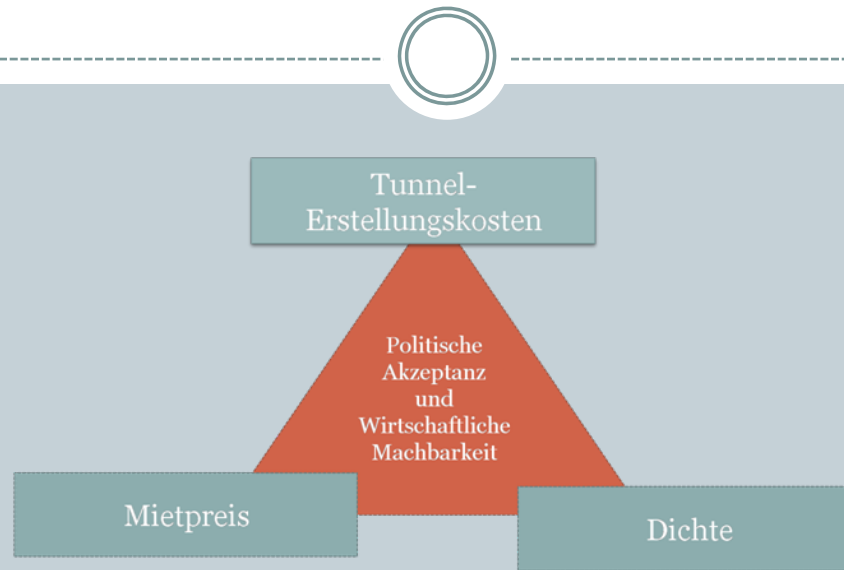 Tunnel-
Erstellungskosten
Politische
Akzeptanz
und
Wirtschaftliche
Machbarkeit
Mietpreis
Dichte